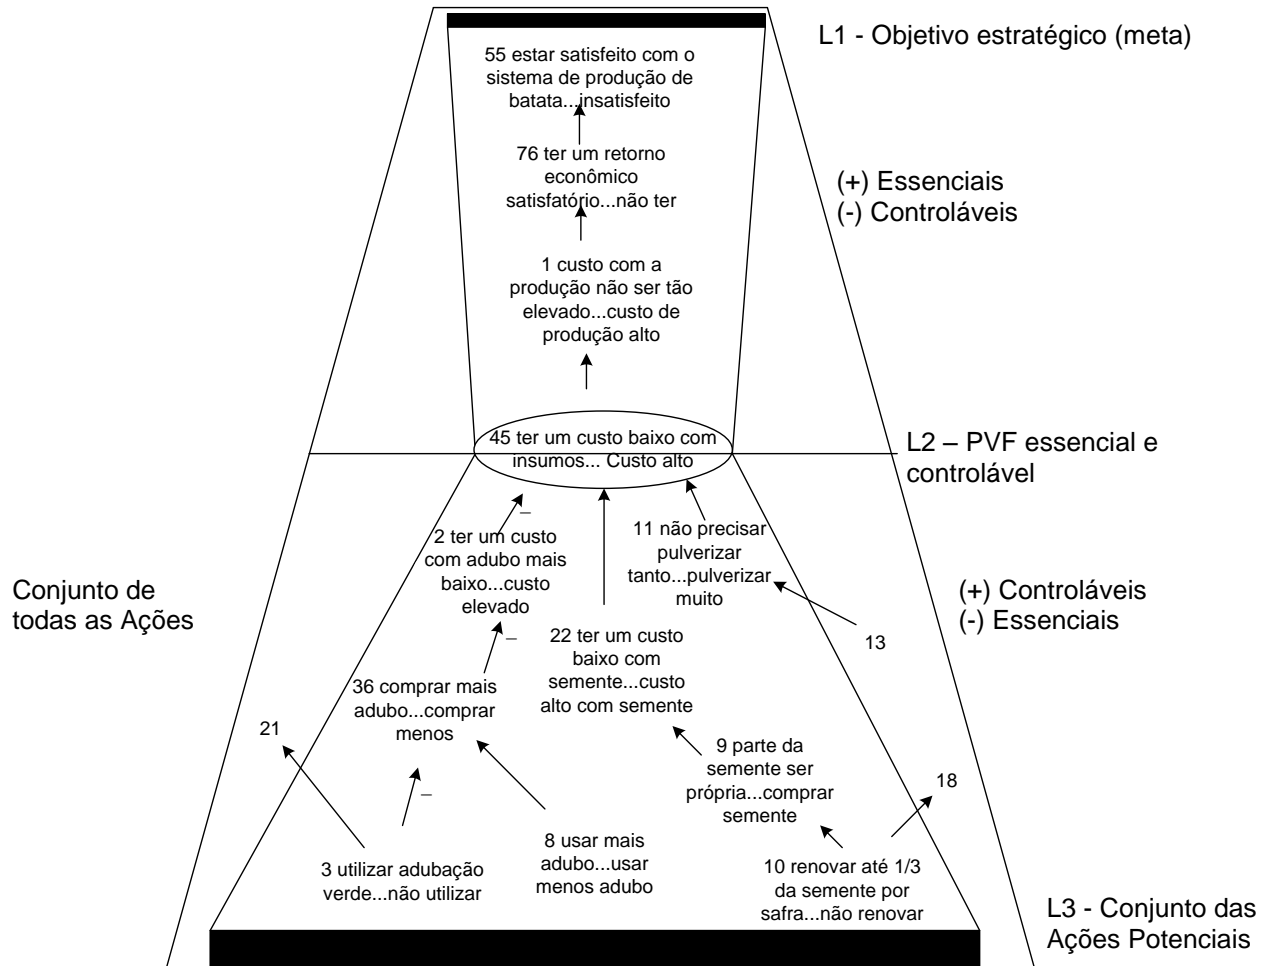 L1 - Objetivo estratégico (meta)
55 estar satisfeito com o
sistema de produção de
batata...insatisfeito
76 ter um retorno
econômico
satisfatório...não ter
(+) Essenciais
(-) Controláveis
1 custo com a
produção não ser tão
elevado...custo de
produção alto
45 ter um custo baixo com
insumos... Custo alto
L2 – PVF essencial e
controlável
_
2 ter um custo
com adubo mais
baixo...custo
elevado
11 não precisar
pulverizar
tanto...pulverizar
muito
Conjunto de
todas as Ações
(+) Controláveis
(-) Essenciais
_
22 ter um custo
baixo com
semente...custo
alto com semente
13
36 comprar mais
adubo...comprar
menos
21
9 parte da
semente ser
própria...comprar
semente
18
_
3 utilizar adubação
verde...não utilizar
8 usar mais
adubo...usar
menos adubo
10 renovar até 1/3
da semente por
safra...não renovar
L3 - Conjunto das
Ações Potenciais